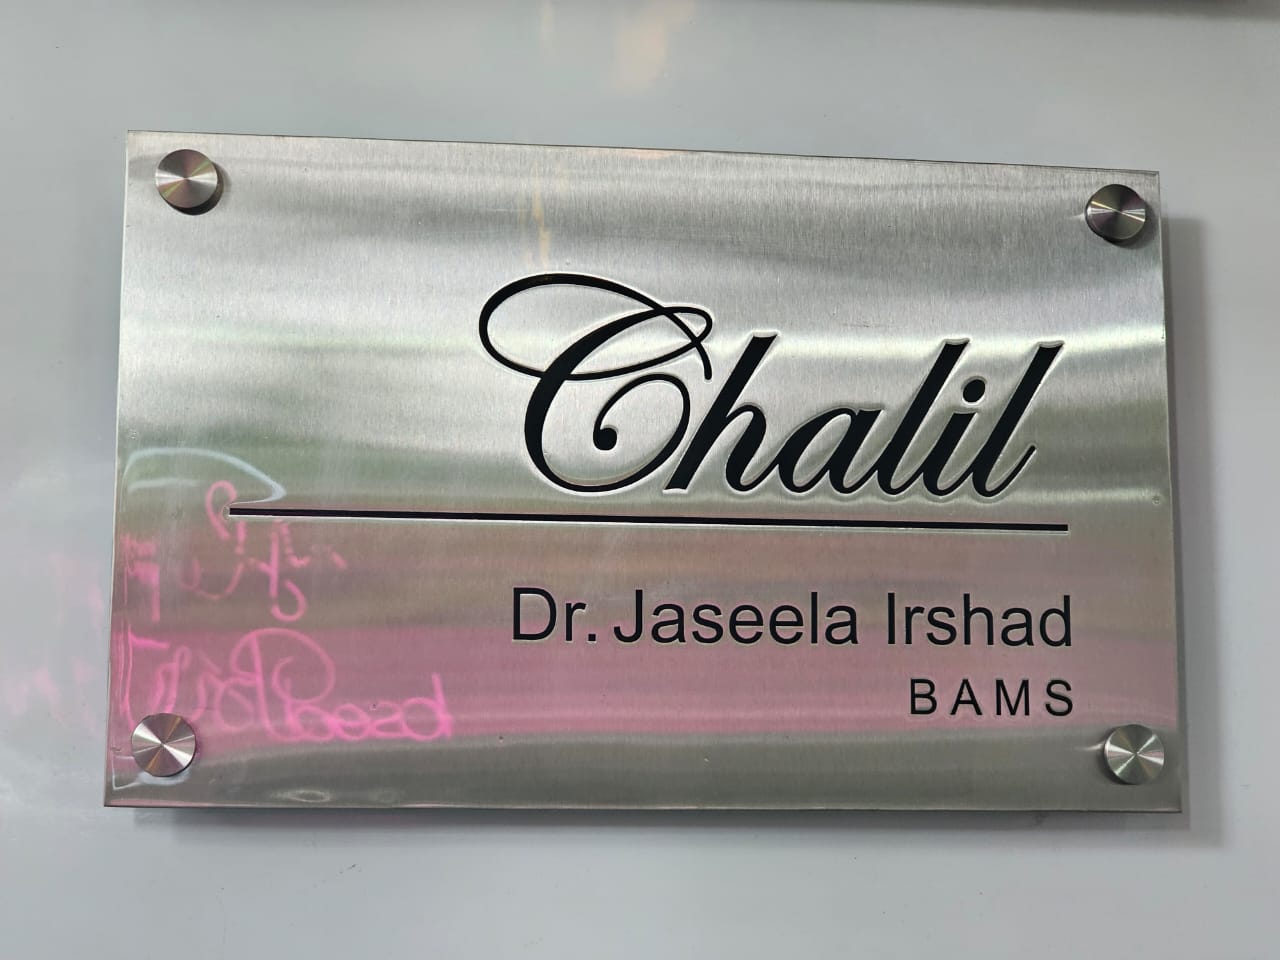 Chalil
Dr. Jaseela Irshad
BAMS